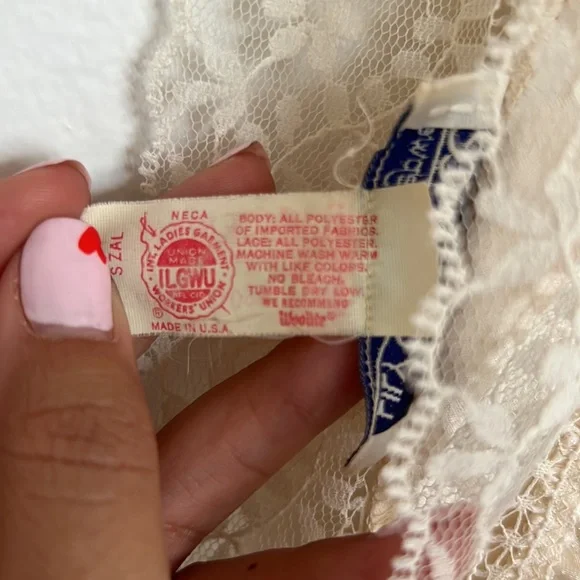 S ZAL
NECA
INT. LADIES GARMENT
UNION
MADE
ILGWU
AFL CIO
WORKERS' UNION
®
MADE IN U.S.A.
BODY: ALL POLYESTER
OF IMPORTED FABRICS.
LACE: ALL POLYESTER.
MACHINE WASH WARM
WITH LIKE COLORS.
NO BLEACH.
TUMBLE DRY LOW.
WE RECOMMEND
Woolite®